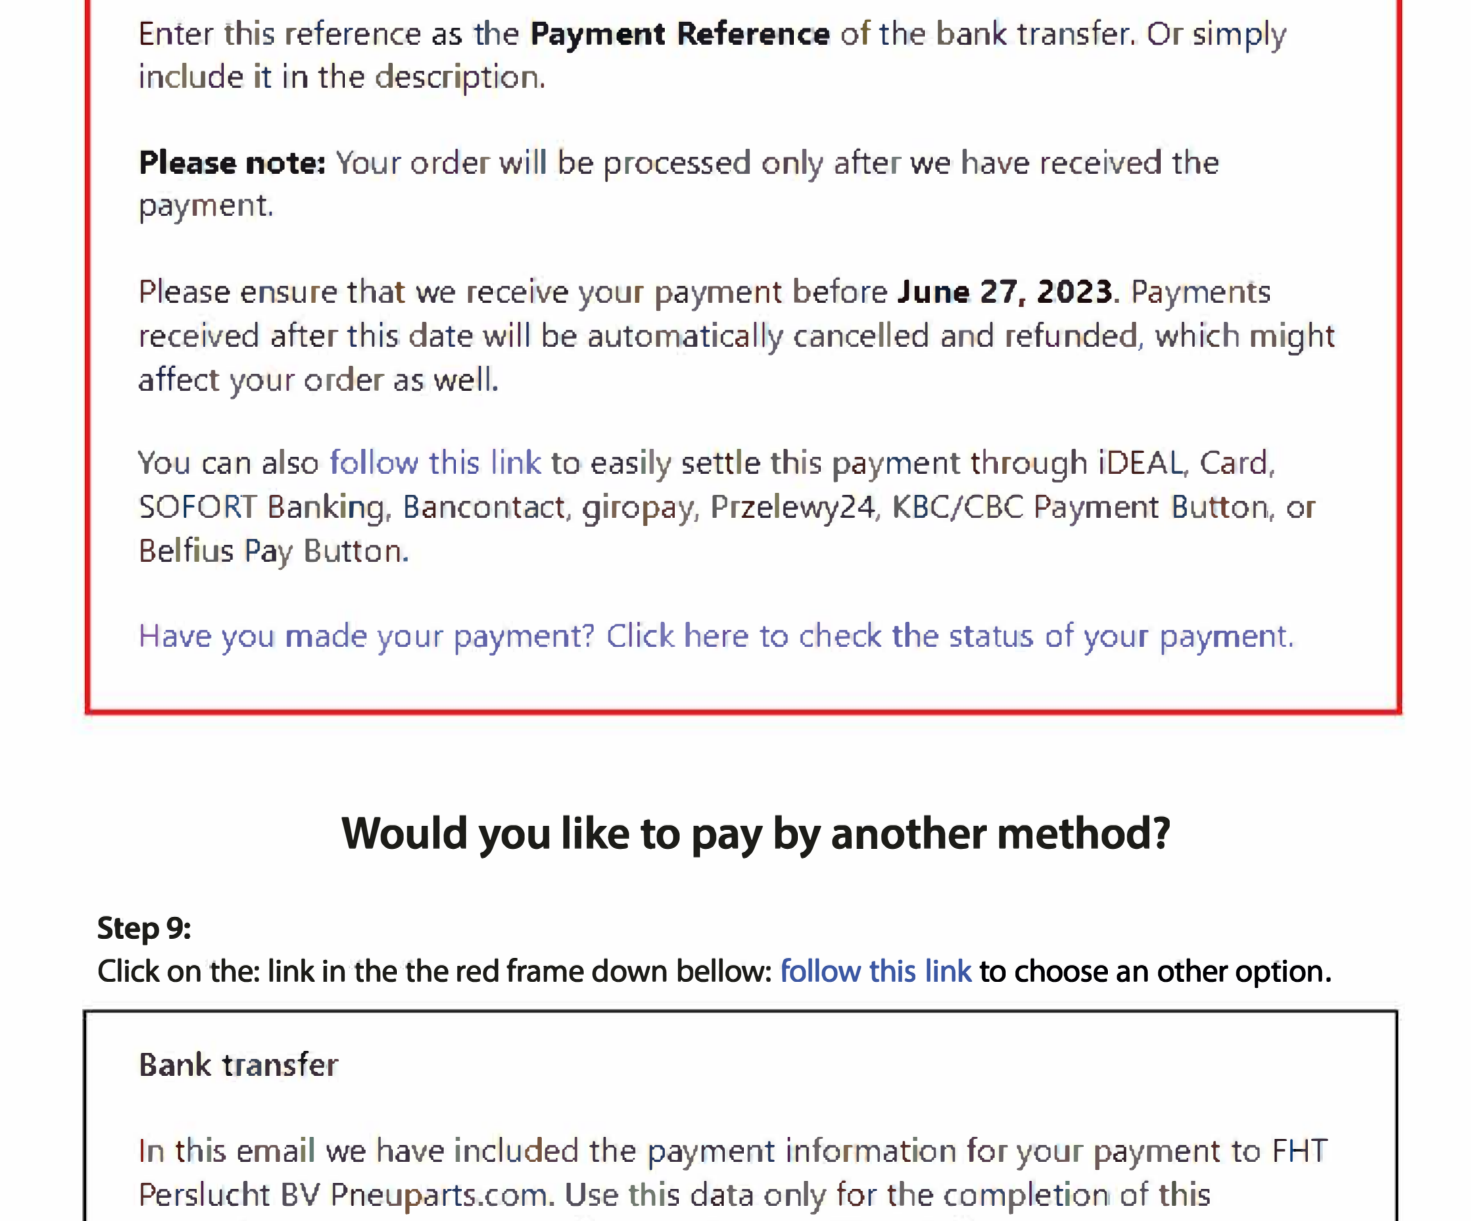 Enter this reference as the Payment Reference of the bank transfer. Or simply
include it in the description.
Please note: Your order will be processed only after we have received the
payment.
Please ensure that we receive your payment before June 27, 2023. Payments
received after this date will be automatically cancelled and refunded, which might
affect your order as well.
You can also follow this link to easily settle this payment through iDEAL, Card,
SOFORT Banking, Bancontact, giropay, Przelewy24, KBC/CBC Payment Button, or
Belfius Pay Button.
Have you made your payment? Click here to check the status of your payment.
Would you like to pay by another method?
Step 9:
Click on the: link in the the red frame down bellow: follow this link to choose an other option.
Bank transfer
In this email we have included the payment information for your payment to FHT
Perslucht BV Pneuparts.com. Use this data only for the completion of this